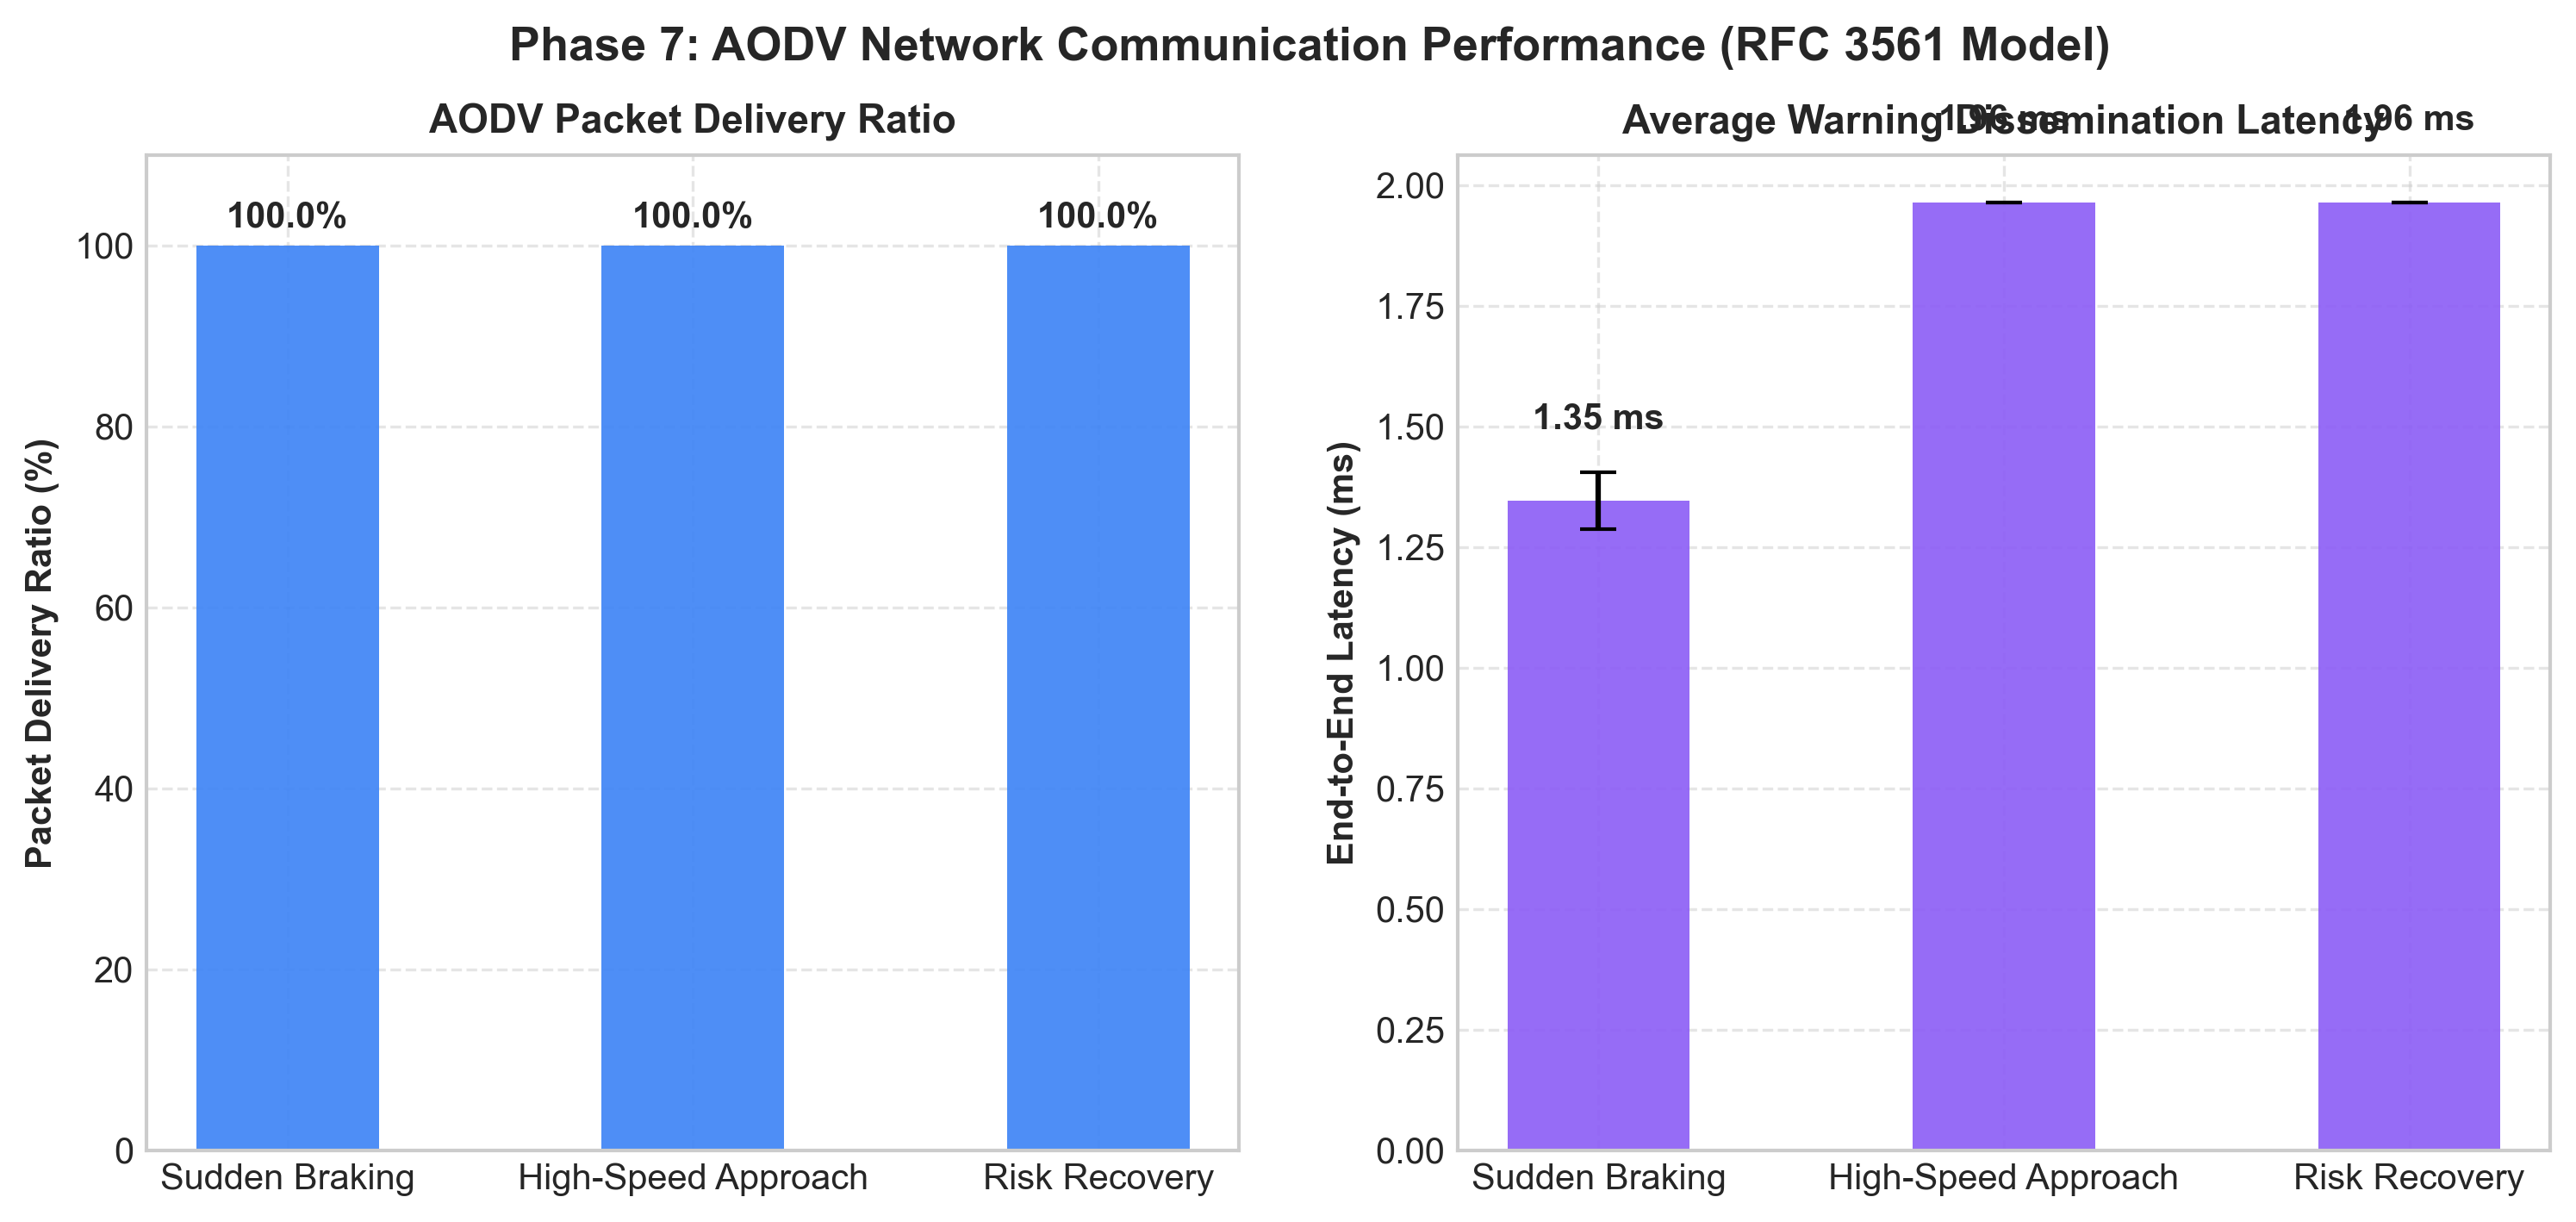 Phase 7: AODV Network Communication Performance (RFC 3561 Model)
AODV Packet Delivery Ratio
Packet Delivery Ratio (%)
100
80
60
40
20
0
100.0%
100.0%
100.0%
Sudden Braking
High-Speed Approach
Risk Recovery
Average Warning Dissemination Latency
End-to-End Latency (ms)
2.00
1.75
1.50
1.25
1.00
0.75
0.50
0.25
0.00
1.35 ms
1.96 ms
1.96 ms
Sudden Braking
High-Speed Approach
Risk Recovery